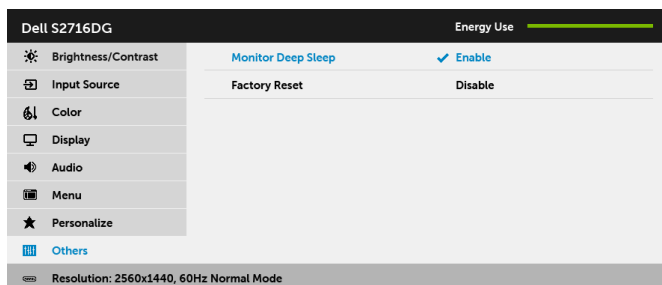 Dell S2716DG Energy Use
Brightness/Contrast Monitor Deep Sleep Enable
Input Source Factory Reset Disable
Color
Display
Audio
Menu
Personalize
Others
Resolution: 2560x1440, 60Hz Normal Mode